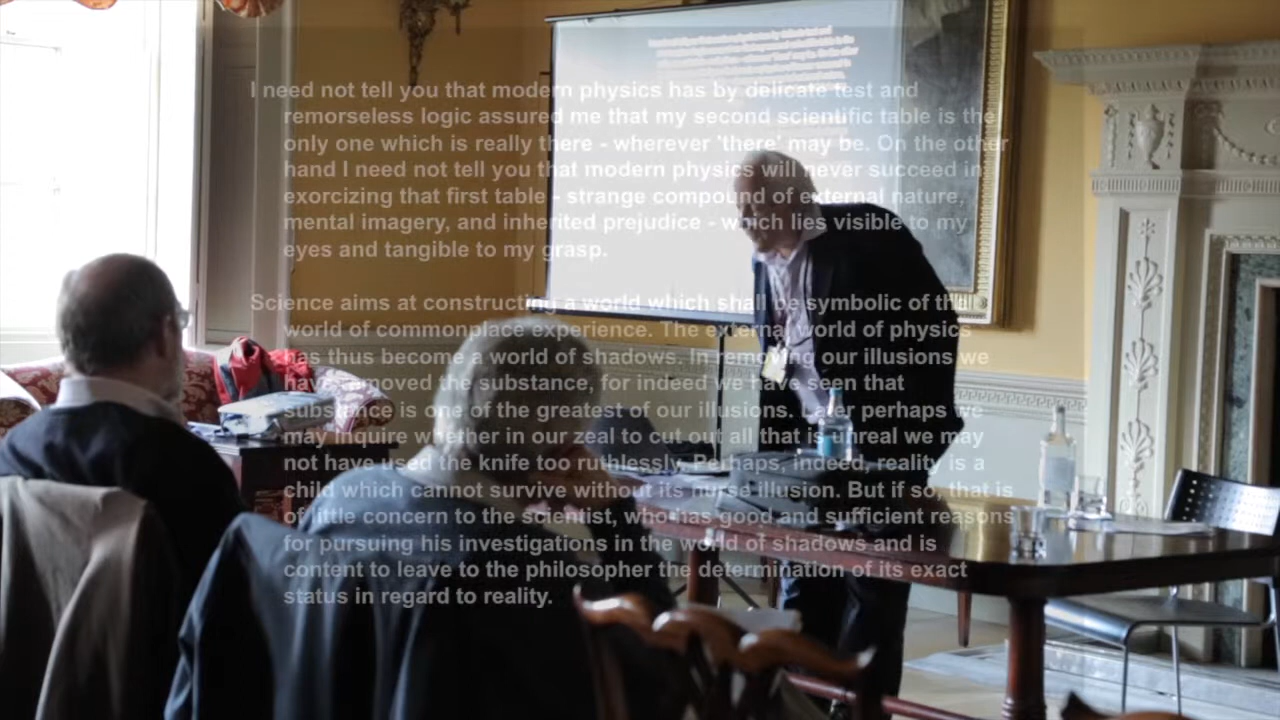 I need not tell you that modern physics has by delicate test and
remorseless logic assured me that my second scientific table is the
only one which is really there - wherever 'there' may be. On the other
hand I need not tell you that modern physics will never succeed in
exorcizing that first table - strange compound of external nature,
mental imagery, and inherited prejudice - which lies visible to my
eyes and tangible to my grasp.
Science aims at constructing a world which shall be symbolic of the
world of commonplace experience. The external world of physics
has thus become a world of shadows. In removing our illusions we
have removed the substance, for indeed we have seen that
substance is one of the greatest of our illusions. Later perhaps we
may inquire whether in our zeal to cut out all that is unreal we may
not have used the knife too ruthlessly. Perhaps, indeed, reality is a
child which cannot survive without its nurse illusion. But if so, that is
of little concern to the scientist, who has good and sufficient reasons
for pursuing his investigations in the world of shadows and is
content to leave to the philosopher the determination of its exact
status in regard to reality.